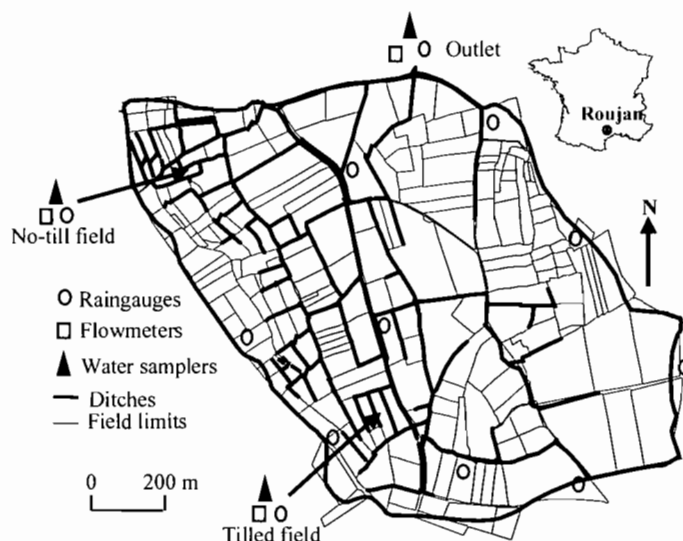 Outlet
Roujan
N
No-till field
Raingauges
Flowmeters
Water samplers
Ditches
Field limits
0 200 m
Tilled field